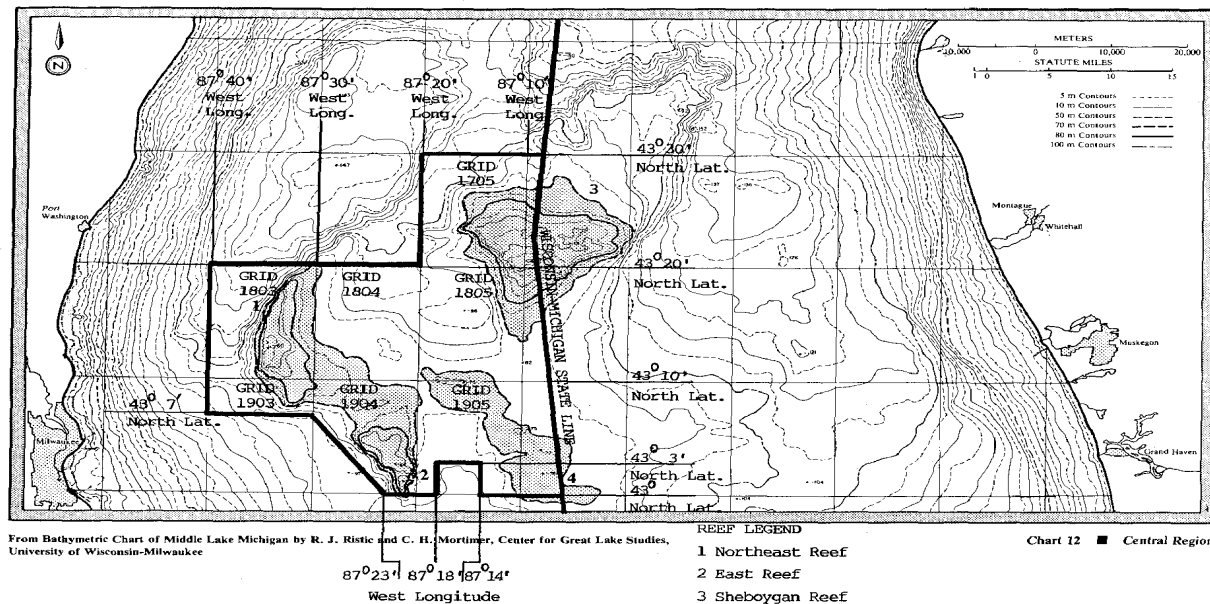 N
METERS
10,000 0 10,000 20,000
STATUTE MILES
1 0 5 10 15
5 m Contours
10 m Contours
50 m Contours
70 m Contours
80 m Contours
100 m Contours
87° 40' West Long.
87° 30' West Long.
87° 20' West Long.
87° 10' West Long.
43° 30' North Lat.
GRID 1705
3
Port Washington
Montague
Whitehall
WISCONSIN-MICHIGAN STATE LINE
43° 20' North Lat.
GRID 1803
GRID 1804
GRID 1805
1
Muskegon
43° 10' North Lat.
GRID 1903
GRID 1904
GRID 1905
43° 7' North Lat.
Milwaukee
Grand Haven
43° 3' North Lat.
2
4
43° North Lat.
From Bathymetric Chart of Middle Lake Michigan by R. J. Ristic and C. H. Mortimer, Center for Great Lake Studies,
University of Wisconsin-Milwaukee
87° 23' 87° 18' 87° 14'
West Longitude
REEF LEGEND
1 Northeast Reef
2 East Reef
3 Sheboygan Reef
Chart 12 ■ Central Region